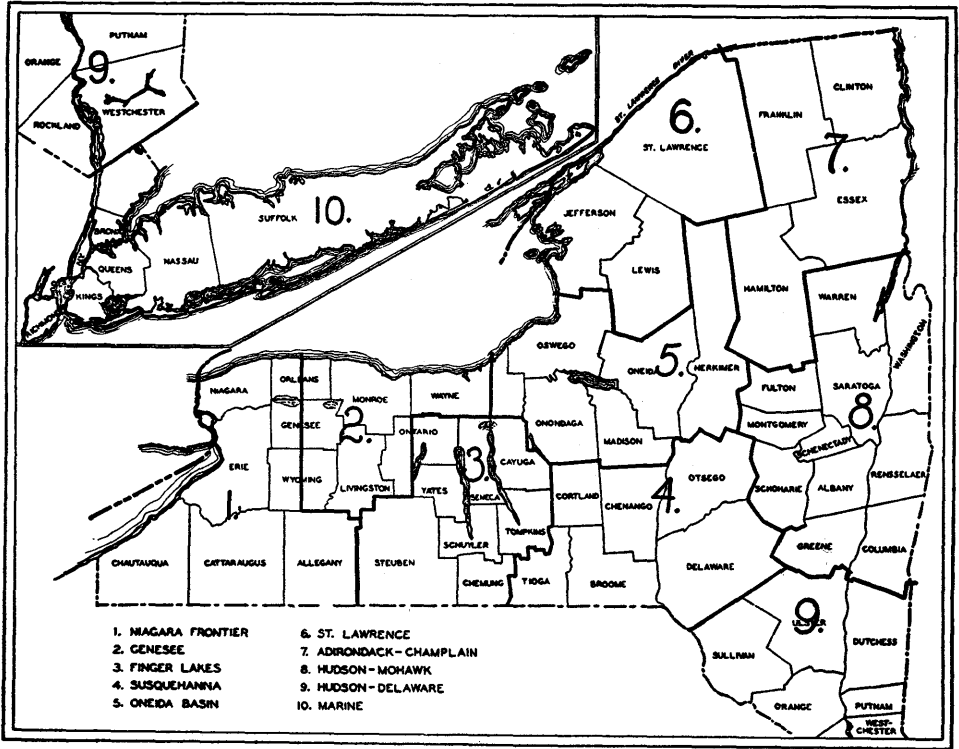 PUTNAM
ORANGE
9.
WESTCHESTER
ROCKLAND
BRONX
N.Y.
QUEENS
NASSAU
KINGS
RICHMOND
SUFFOLK
10.
ST. LAWRENCE RIVER
6.
ST. LAWRENCE
FRANKLIN
CLINTON
7.
ESSEX
JEFFERSON
LEWIS
HAMILTON
WARREN
WASHINGTON
OSWEGO
ONEIDA
5.
HERKIMER
FULTON
SARATOGA
8.
NIAGARA
ORLEANS
MONROE
WAYNE
GENESEE
2.
ONTARIO
ONONDAGA
MADISON
MONTGOMERY
SCHENECTADY
ERIE
WYOMING
LIVINGSTON
YATES
3.
SENECA
CAYUGA
CORTLAND
CHENANGO
4.
OTSEGO
SCHOHARIE
ALBANY
RENSSELAER
SCHUYLER
TOMPKINS
GREENE
COLUMBIA
CHAUTAUQUA
CATTARAUGUS
ALLEGANY
STEUBEN
CHEMUNG
TIOGA
BROOME
DELAWARE
ULSTER
9.
SULLIVAN
DUTCHESS
ORANGE
PUTNAM
WEST-
CHESTER
1. NIAGARA FRONTIER
2. GENESEE
3. FINGER LAKES
4. SUSQUEHANNA
5. ONEIDA BASIN
6. ST. LAWRENCE
7. ADIRONDACK-CHAMPLAIN
8. HUDSON-MOHAWK
9. HUDSON-DELAWARE
10. MARINE